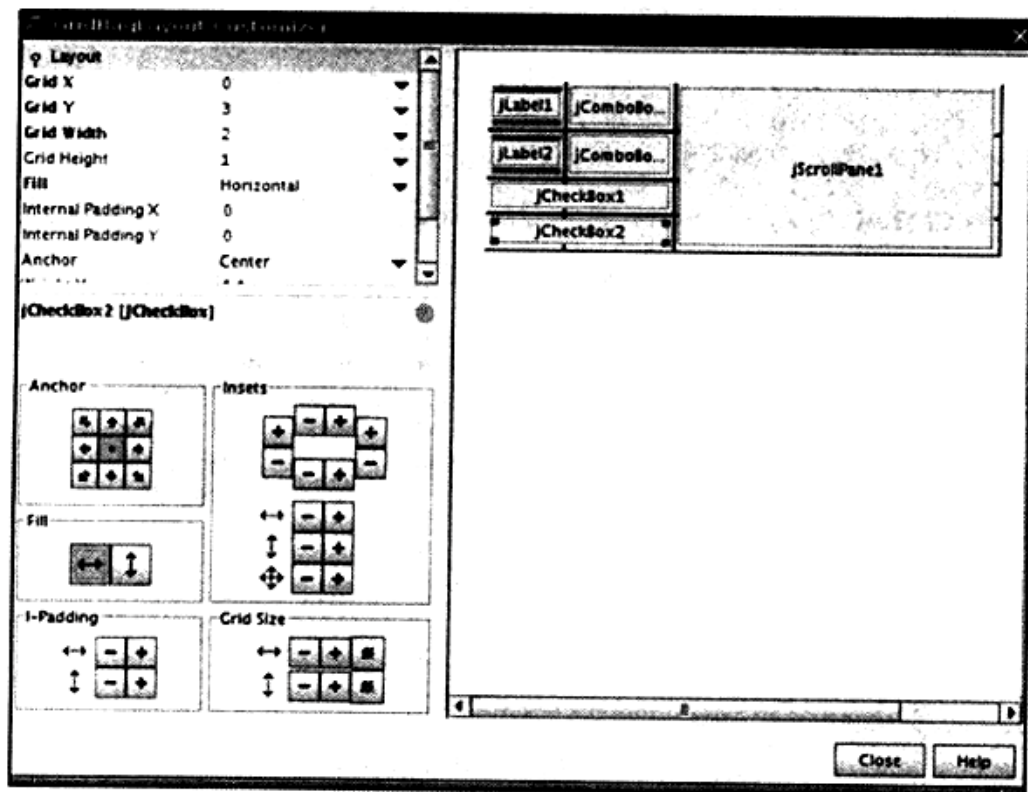 GridBagLayout Customizer
Layout
Grid X 0
Grid Y 3
Grid Width 2
Grid Height 1
Fill Horizontal
Internal Padding X 0
Internal Padding Y 0
Anchor Center
jCheckBox2 [JCheckBox]
Anchor
Insets
Fill
I-Padding
Grid Size
jLabel1 jComboBo...
jLabel2 jComboBo...
jCheckBox1
jCheckBox2
jScrollPane1
Close Help